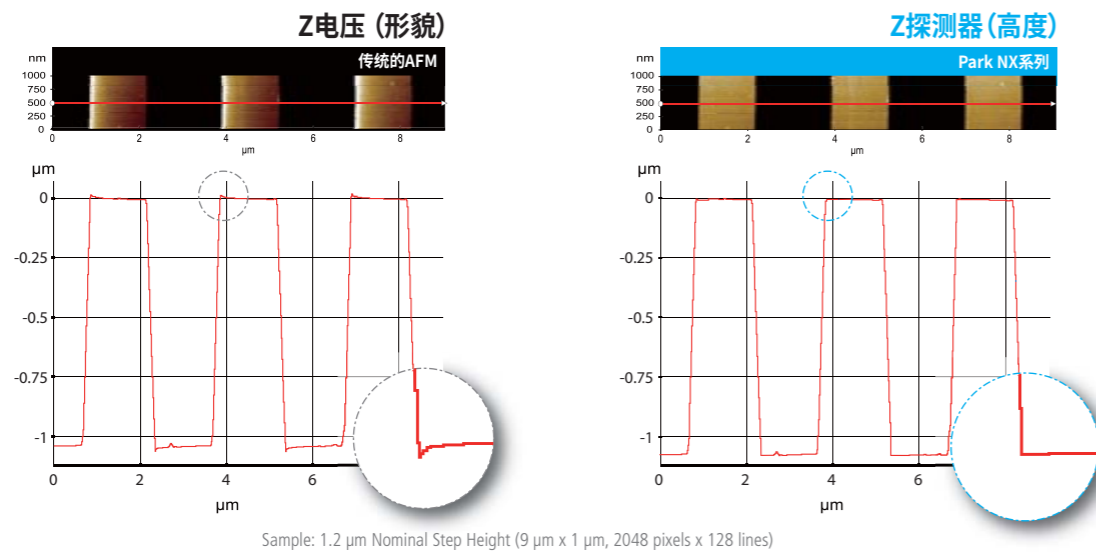 Z电压 (形貌)
传统的AFM
nm
1000
750
500
250
0
0
2
4
6
8
µm
µm
0
-0.25
-0.5
-0.75
-1
0
2
4
6
µm
Z探测器 (高度)
Park NX系列
nm
1000
750
500
250
0
0
2
4
6
8
µm
µm
0
-0.25
-0.5
-0.75
-1
0
2
4
6
µm
Sample: 1.2 µm Nominal Step Height (9 µm x 1 µm, 2048 pixels x 128 lines)